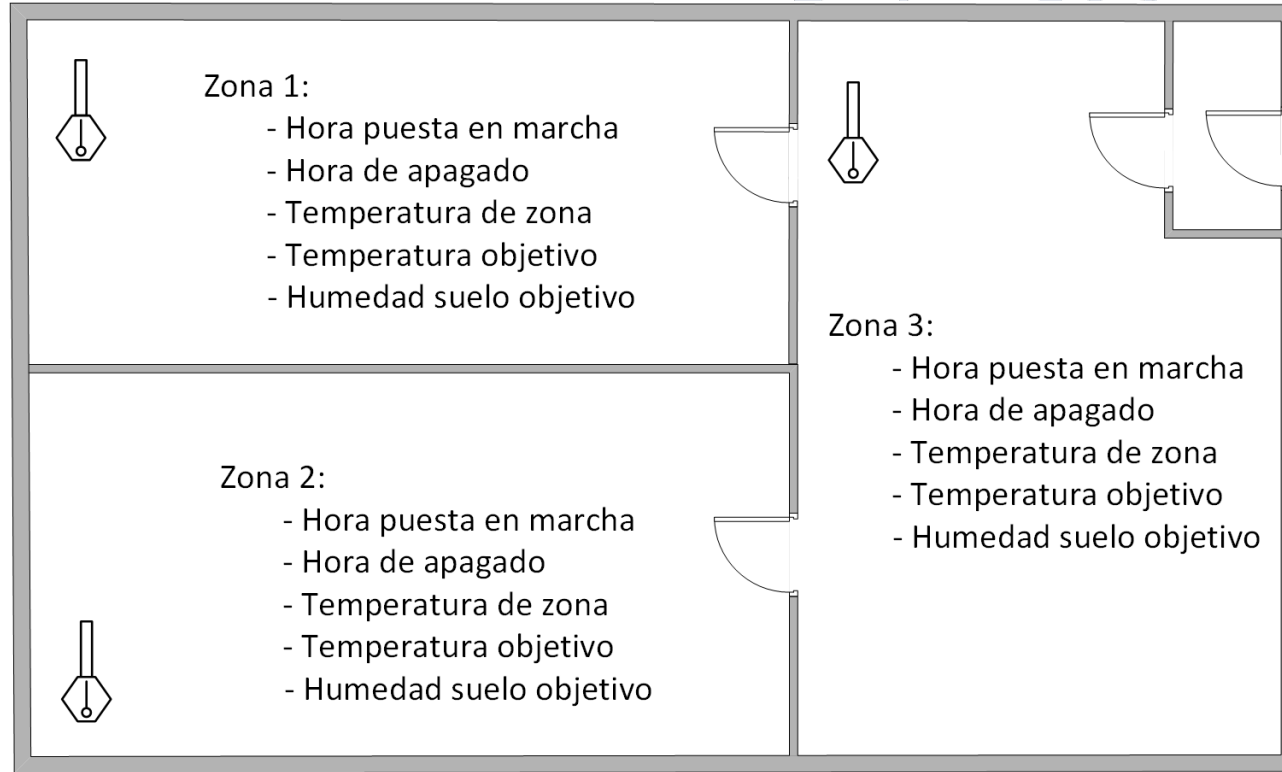 Zona 1:
- Hora puesta en marcha
- Hora de apagado
- Temperatura de zona
- Temperatura objetivo
- Humedad suelo objetivo
Zona 2:
- Hora puesta en marcha
- Hora de apagado
- Temperatura de zona
- Temperatura objetivo
- Humedad suelo objetivo
Zona 3:
- Hora puesta en marcha
- Hora de apagado
- Temperatura de zona
- Temperatura objetivo
- Humedad suelo objetivo